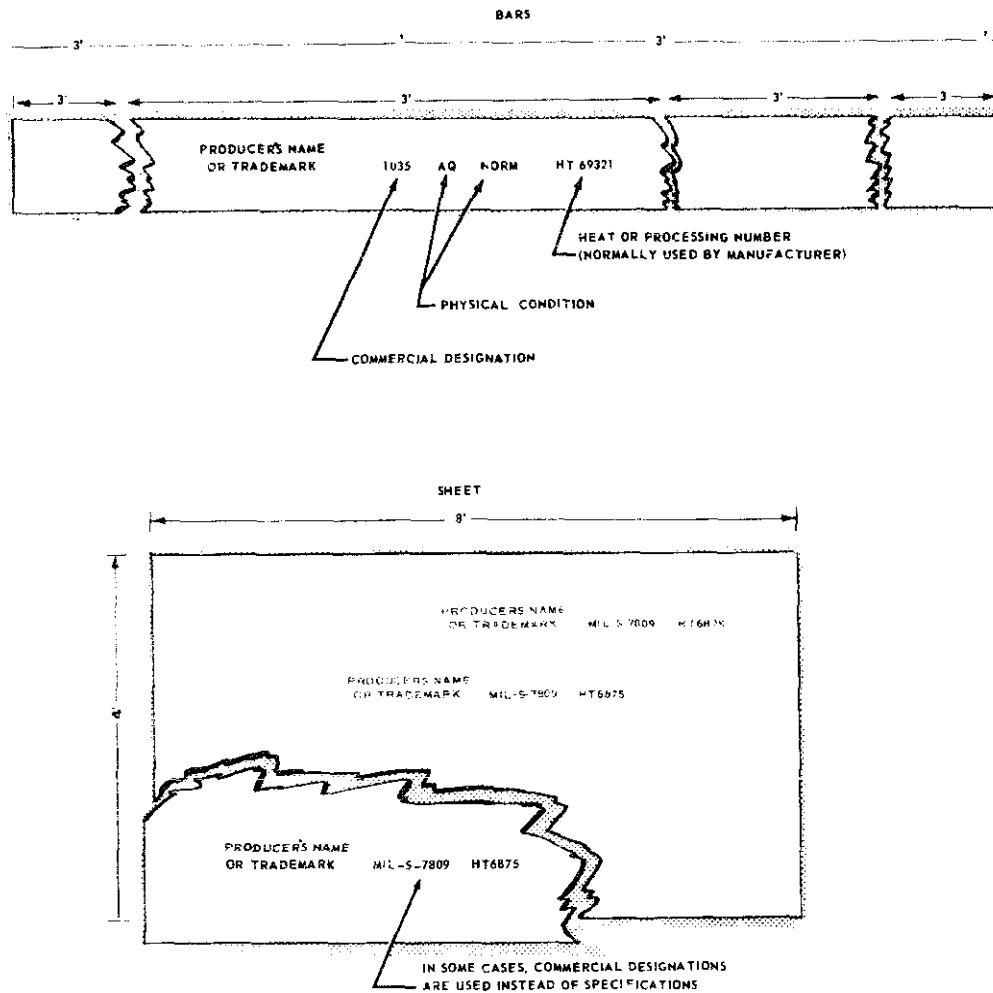 BARS
3' ' 3' '
3' 3' 3' 3
PRODUCER'S NAME
OR TRADEMARK 1035 AQ NORM HT 69321
HEAT OR PROCESSING NUMBER
(NORMALLY USED BY MANUFACTURER)
PHYSICAL CONDITION
COMMERCIAL DESIGNATION
SHEET
8'
PRODUCERS NAME
OR TRADEMARK MIL-S-7809 HT6875
PRODUCERS NAME
OR TRADEMARK MIL-S-7809 HT6875
PRODUCER'S NAME
OR TRADEMARK MIL-S-7809 HT6875
IN SOME CASES, COMMERCIAL DESIGNATIONS
ARE USED INSTEAD OF SPECIFICATIONS